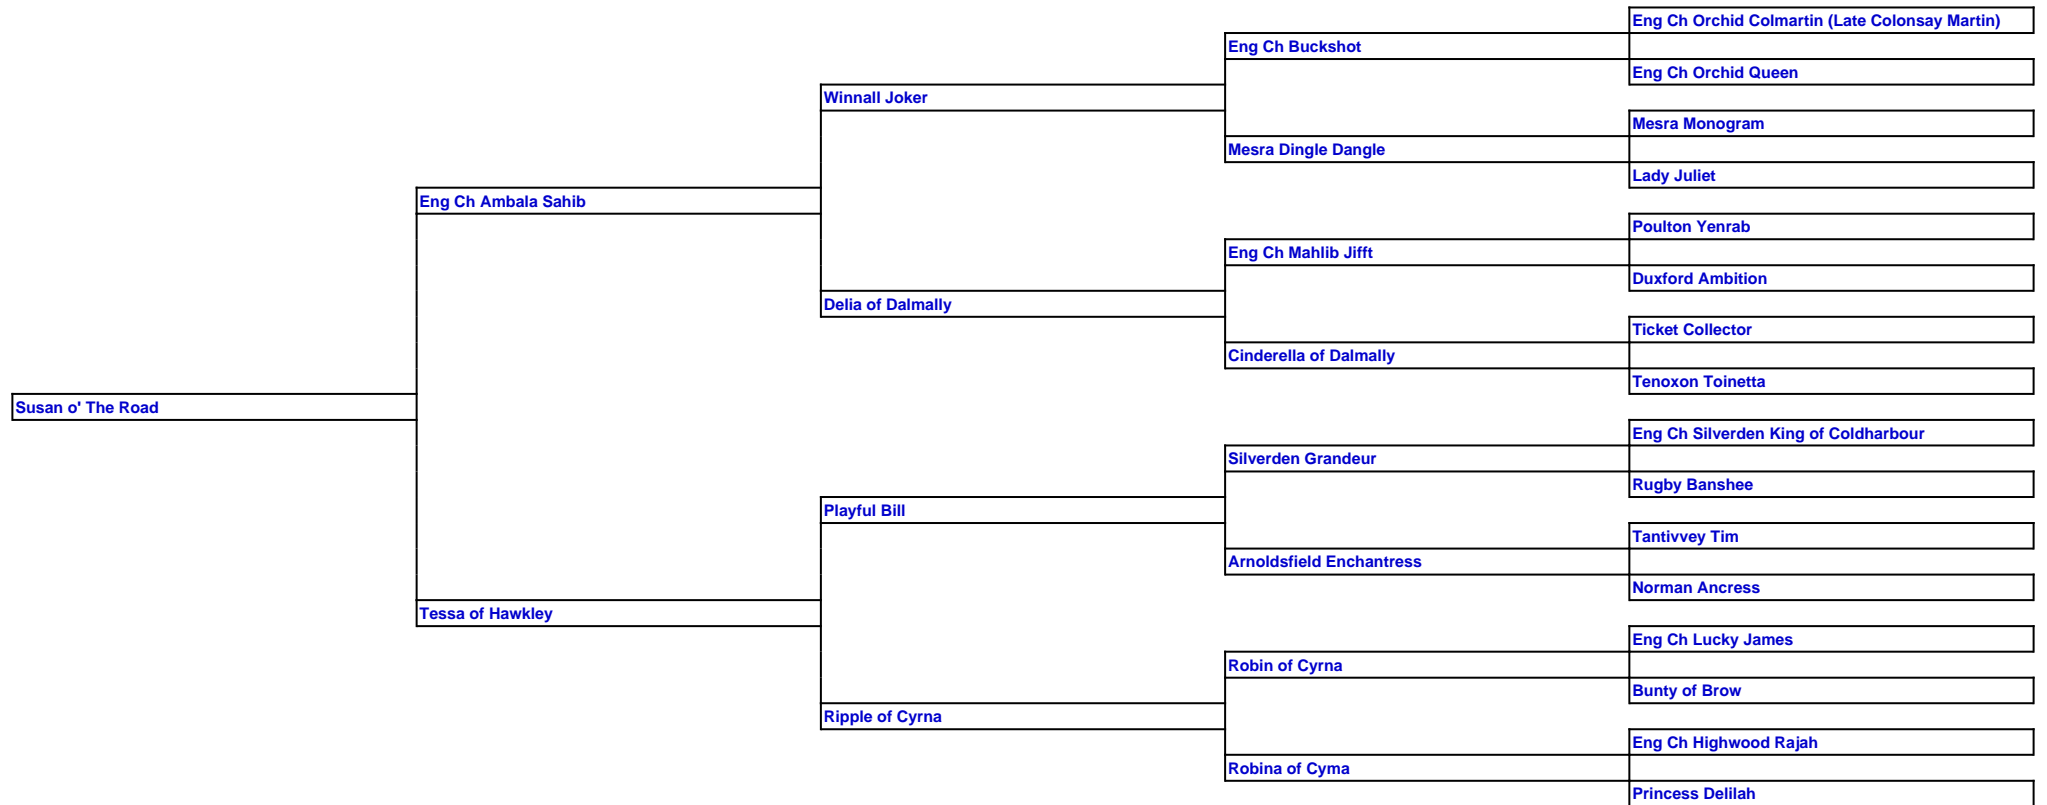 Eng Ch Orchid Colmartin (Late Colonsay Martin)
Eng Ch Buckshot
Eng Ch Orchid Queen
Winnall Joker
Mesra Monogram
Mesra Dingle Dangle
Lady Juliet
Eng Ch Ambala Sahib
Poulton Yenrab
Eng Ch Mahlib Jifft
Duxford Ambition
Delia of Dalmally
Ticket Collector
Cinderella of Dalmally
Tenoxon Toinetta
Susan o' The Road
Eng Ch Silverden King of Coldharbour
Silverden Grandeur
Rugby Banshee
Playful Bill
Tantivvey Tim
Arnoldsfield Enchantress
Norman Ancress
Tessa of Hawkley
Eng Ch Lucky James
Robin of Cyrna
Bunty of Brow
Ripple of Cyrna
Eng Ch Highwood Rajah
Robina of Cyma
Princess Delilah